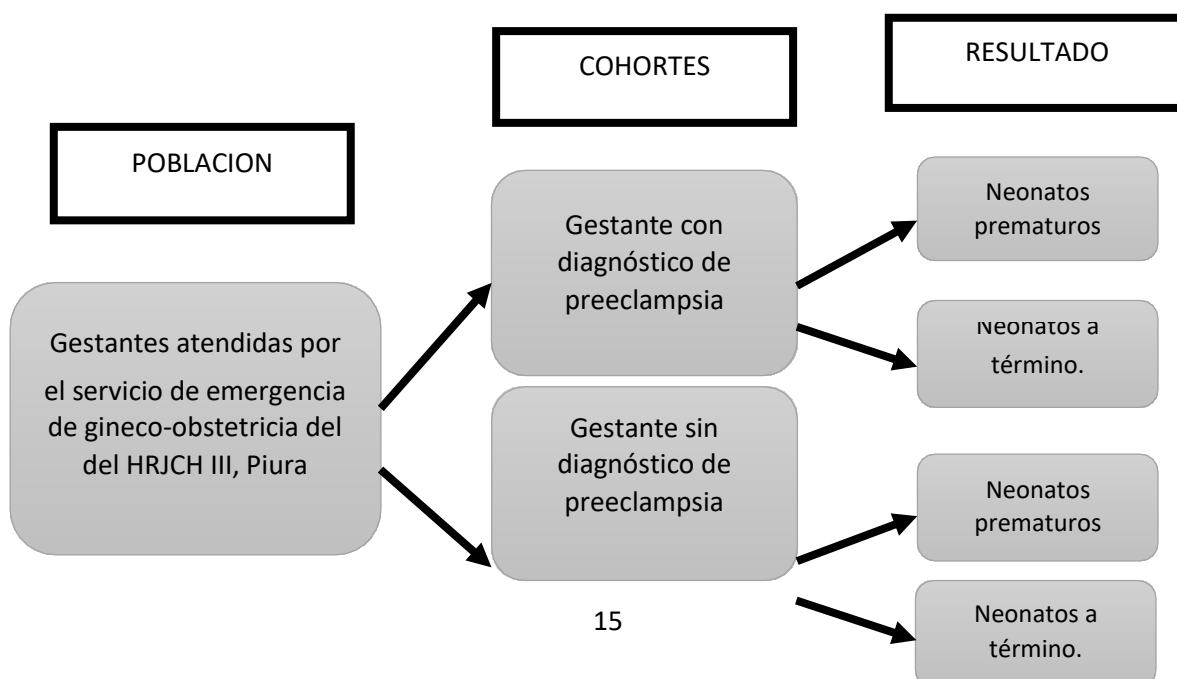 POBLACION
COHORTES
RESULTADO
Gestantes atendidas por
el servicio de emergencia
de gineco-obstetricia del
del HRJCH III, Piura
Gestante con
diagnóstico de
preeclampsia
Gestante sin
diagnóstico de
preeclampsia
Neonatos
prematuros
Neonatos a
término.
Neonatos
prematuros
Neonatos a
término.
15